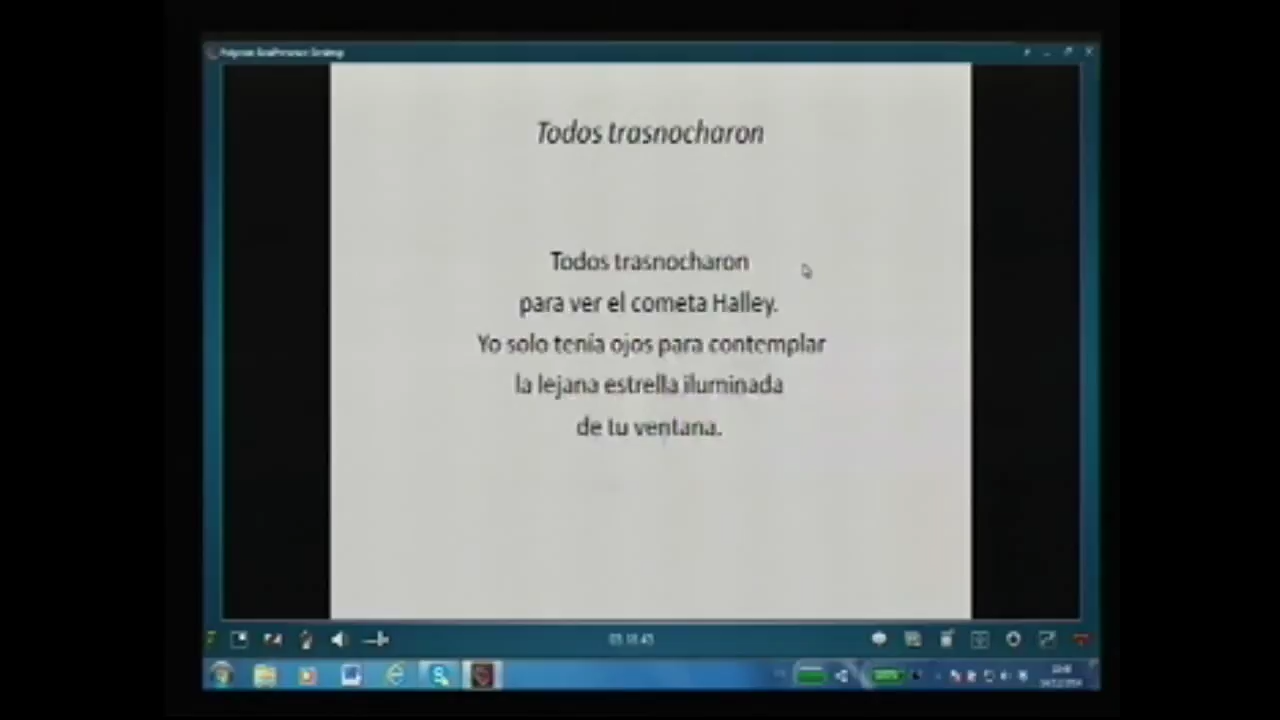 Todos trasnocharon
Todos trasnocharon
para ver el cometa Halley.
Yo solo tenía ojos para contemplar
la lejana estrella iluminada
de tu ventana.